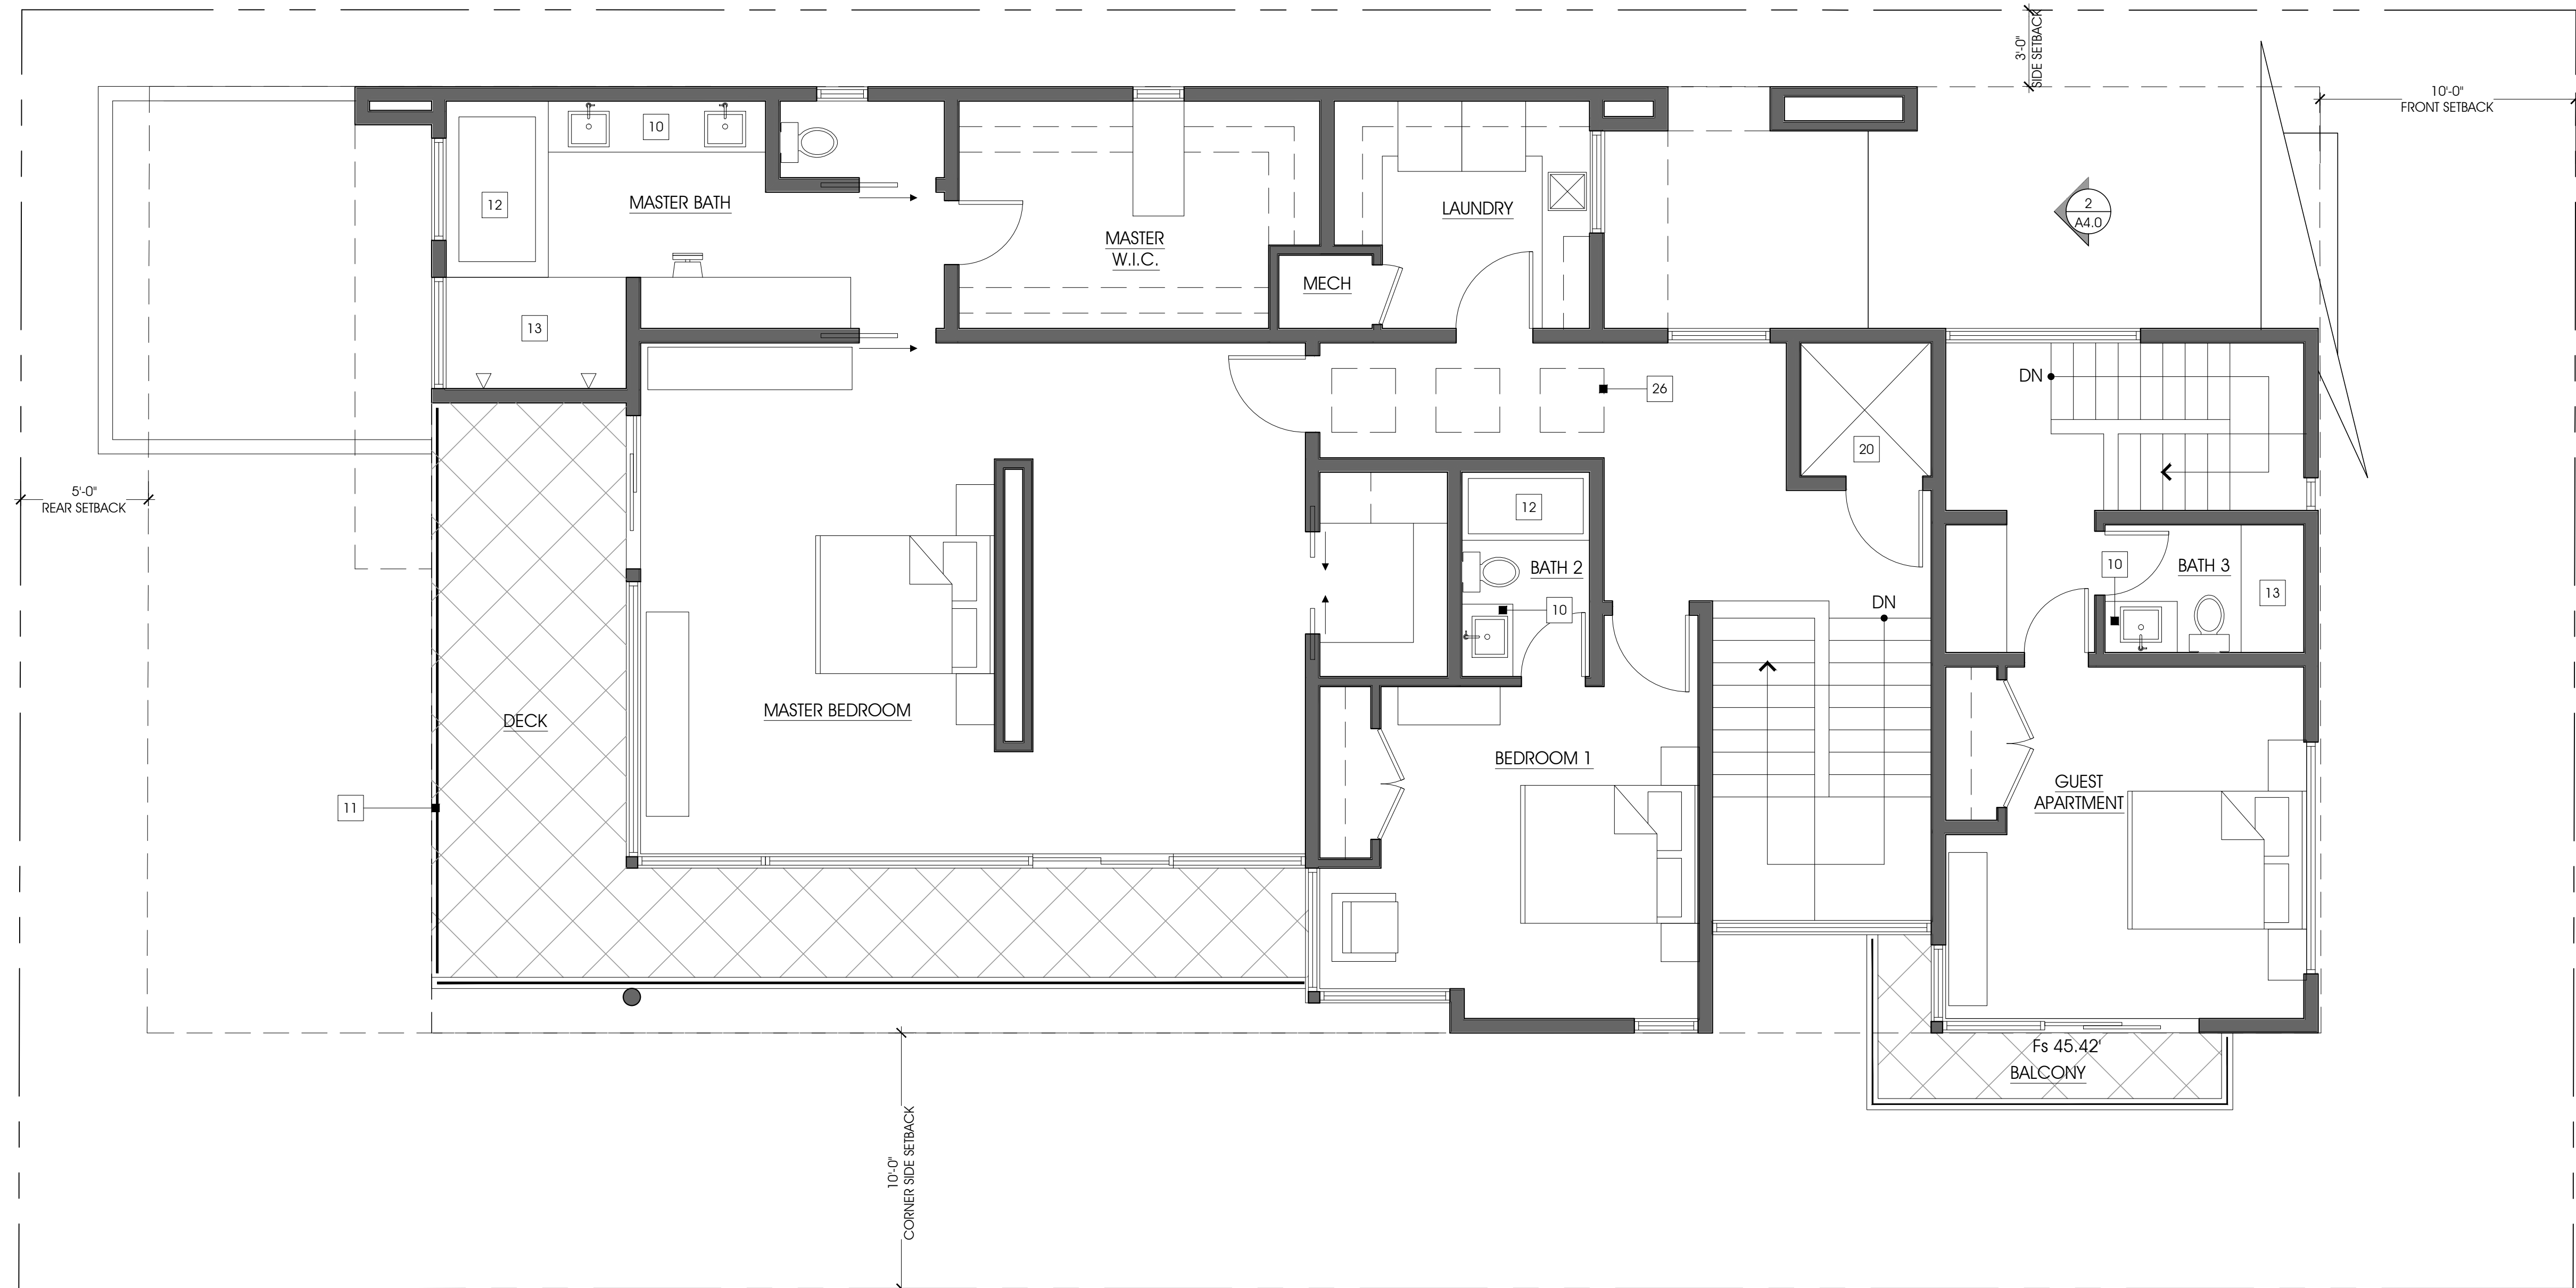 3'-0"
SIDE SETBACK
10'-0"
FRONT SETBACK
10
12
MASTER BATH
MASTER
W.I.C.
LAUNDRY
2
A4.0
MECH
13
DN
26
20
5'-0"
REAR SETBACK
12
BATH 2
10
10
BATH 3
13
DN
DECK
MASTER BEDROOM
BEDROOM 1
GUEST
APARTMENT
11
Fs 45.42'
BALCONY
10'-0"
CORNER SIDE SETBACK